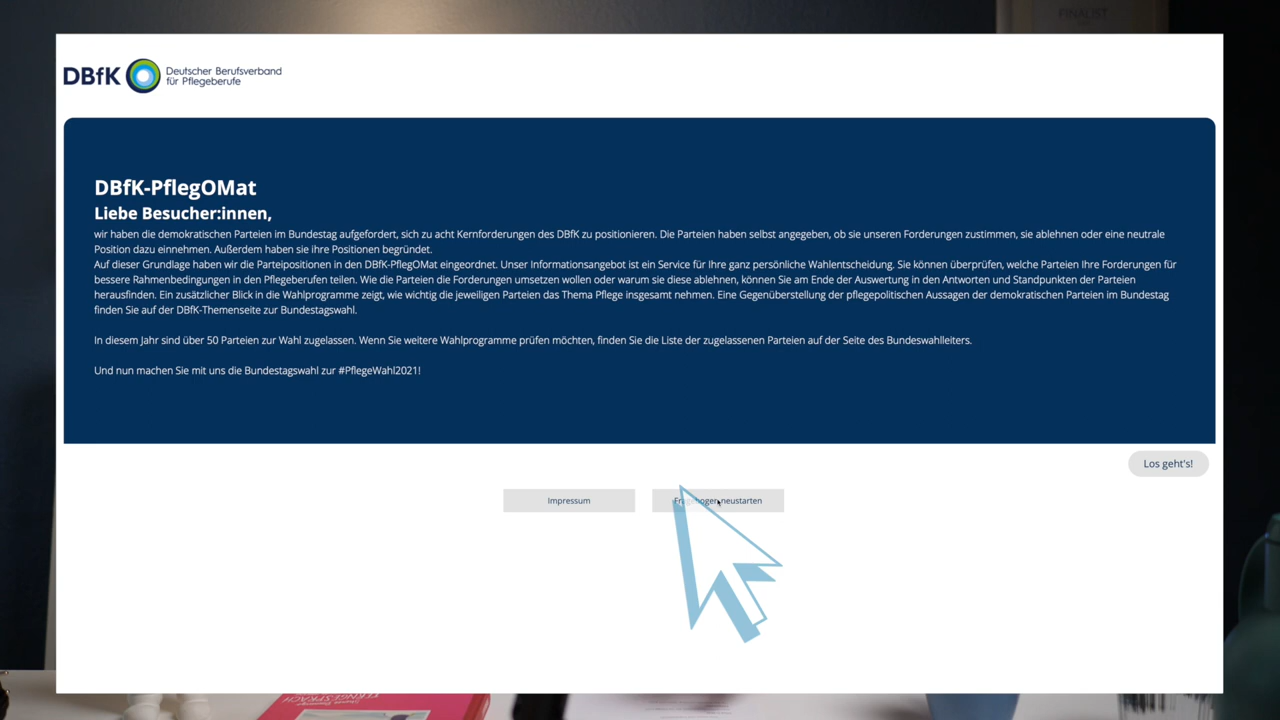 FINALIST
DBfK Deutscher Berufsverband
für Pflegeberufe
DBfK-PflegOMat
Liebe Besucher:innen,
wir haben die demokratischen Parteien im Bundestag aufgefordert, sich zu acht Kernforderungen des DBfK zu positionieren. Die Parteien haben selbst angegeben, ob sie unseren Forderungen zustimmen, sie ablehnen oder eine neutrale
Position dazu einnehmen. Außerdem haben sie ihre Positionen begründet.
Auf dieser Grundlage haben wir die Parteipositionen in den DBfK-PflegOMat eingeordnet. Unser Informationsangebot ist ein Service für Ihre ganz persönliche Wahlentscheidung. Sie können überprüfen, welche Parteien Ihre Forderungen für
bessere Rahmenbedingungen in den Pflegeberufen teilen. Wie die Parteien die Forderungen umsetzen wollen oder warum sie diese ablehnen, können Sie am Ende der Auswertung in den Antworten und Standpunkten der Parteien
herausfinden. Ein zusätzlicher Blick in die Wahlprogramme zeigt, wie wichtig die jeweiligen Parteien das Thema Pflege insgesamt nehmen. Eine Gegenüberstellung der pflegepolitischen Aussagen der demokratischen Parteien im Bundestag
finden Sie auf der DBfK-Themenseite zur Bundestagswahl.
In diesem Jahr sind über 50 Parteien zur Wahl zugelassen. Wenn Sie weitere Wahlprogramme prüfen möchten, finden Sie die Liste der zugelassenen Parteien auf der Seite des Bundeswahlleiters.
Und nun machen Sie mit uns die Bundestagswahl zur #PflegeWahl2021!
Los geht's!
Impressum
Fragebogen neustarten